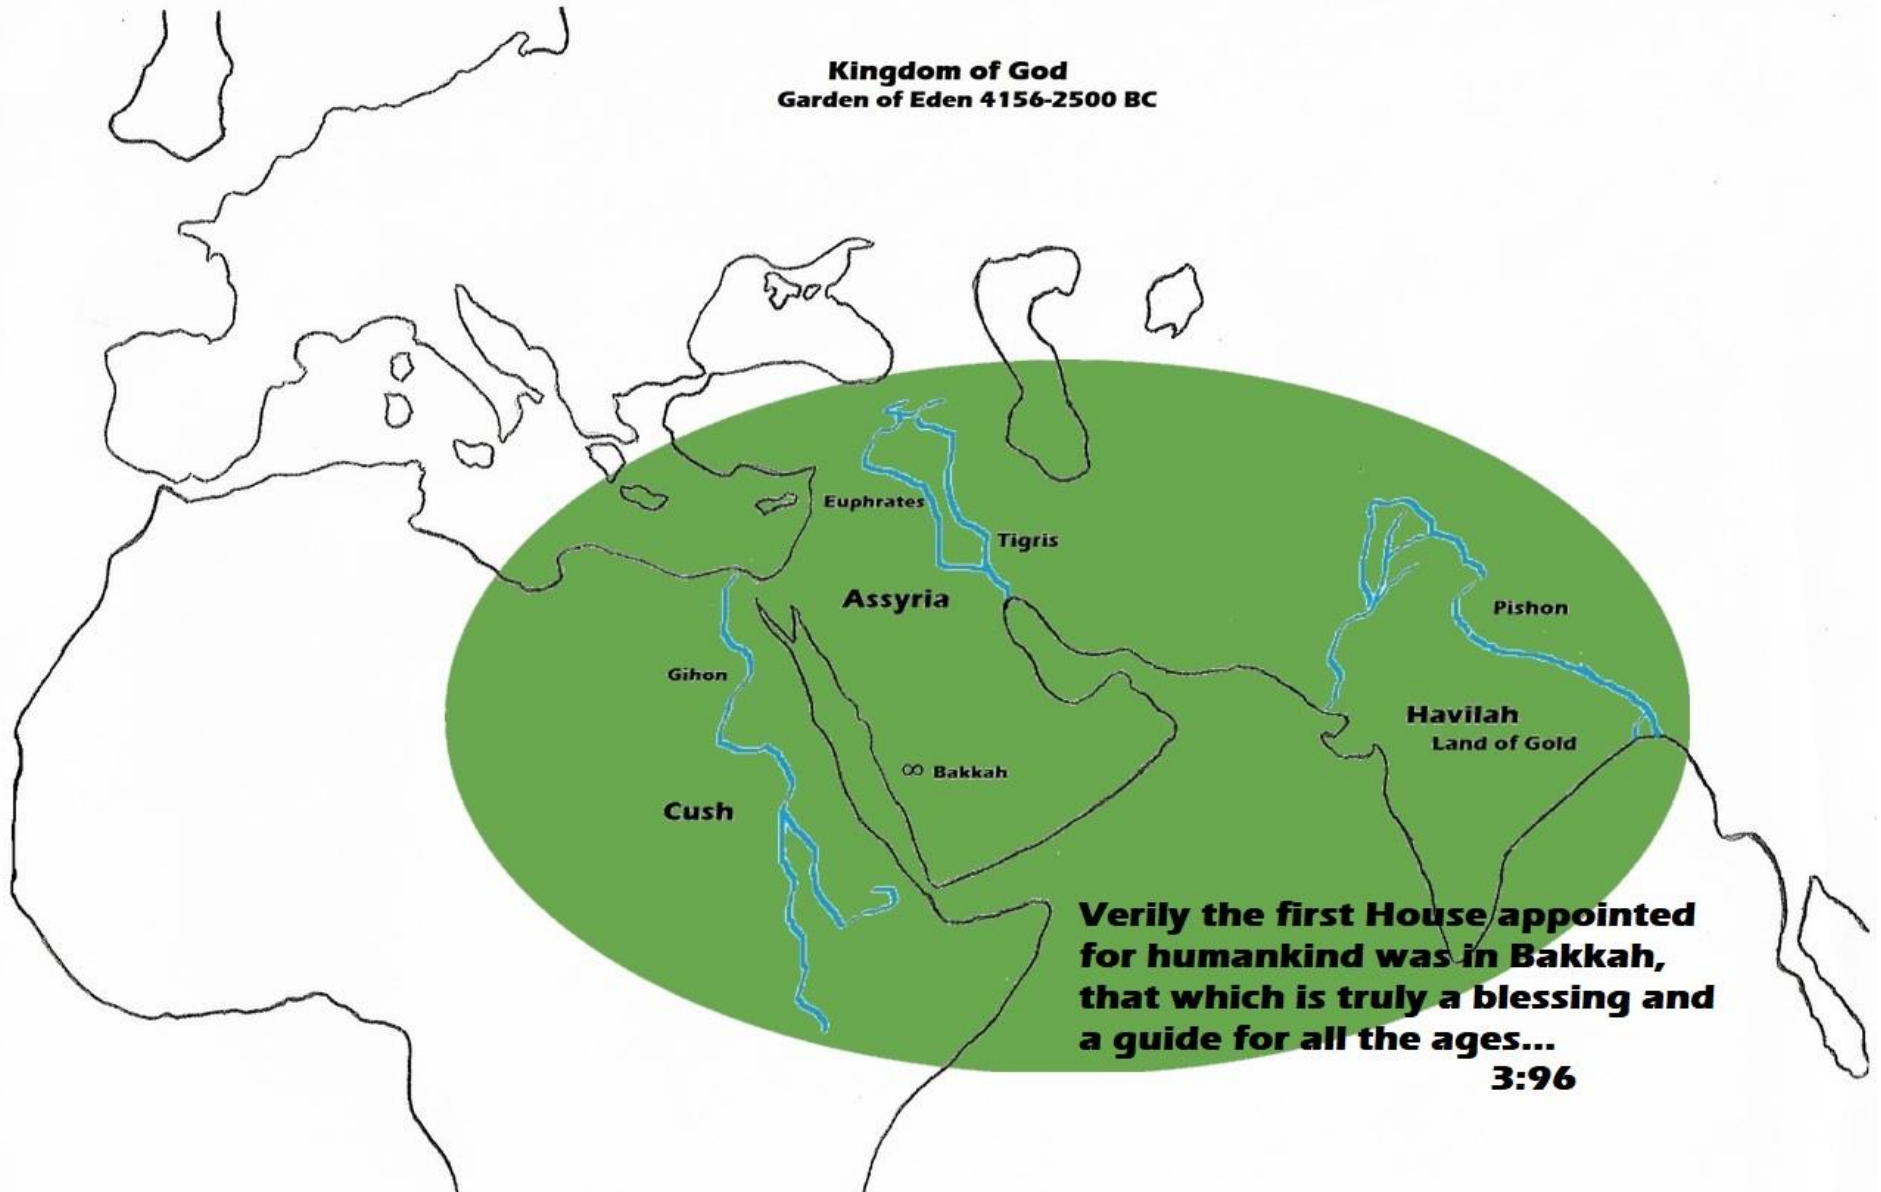 Kingdom of God
Garden of Eden 4156-2500 BC
Euphrates
Tigris
Assyria
Pishon
Gihon
Havilah
Land of Gold
∞ Bakkah
Cush
Verily the first House appointed
for humankind was in Bakkah,
that which is truly a blessing and
a guide for all the ages...
3:96